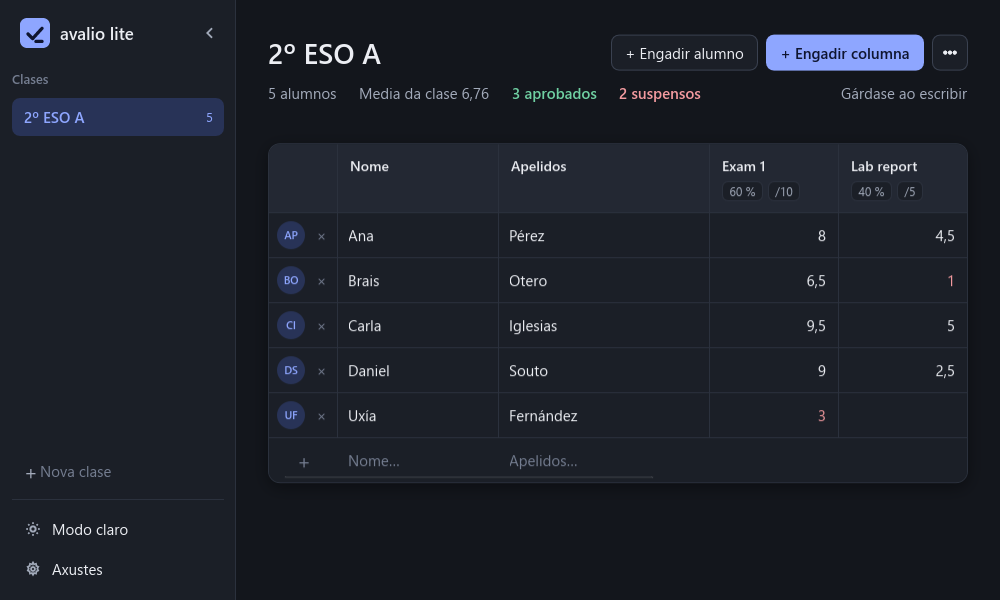 avalio lite
Clases
2º ESO A 5
+ Nova clase
Modo claro
Axustes
2º ESO A
+ Engadir alumno
+ Engadir columna
•••
5 alumnos Media da clase 6,76 3 aprobados 2 suspensos Gárdase ao escribir
Nome Apelidos Exam 1 Lab report
60 % /10 40 % /5
AP × Ana Pérez 8 4,5
BO × Brais Otero 6,5 1
CI × Carla Iglesias 9,5 5
DS × Daniel Souto 9 2,5
UF × Uxía Fernández 3
+ Nome... Apelidos...